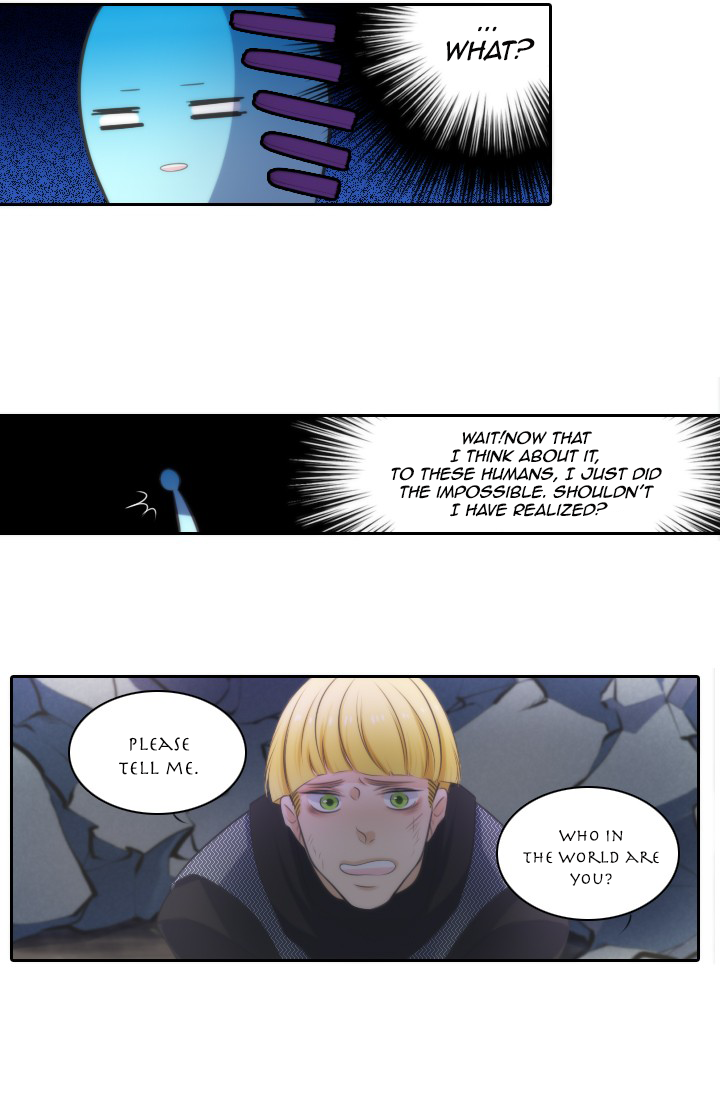 ...
WHAT?
WAIT!NOW THAT
I THINK ABOUT IT,
TO THESE HUMANS, I JUST DID
THE IMPOSSIBLE. SHOULDN'T
I HAVE REALIZED?
PLEASE
TELL ME.
WHO IN
THE WORLD ARE
YOU?